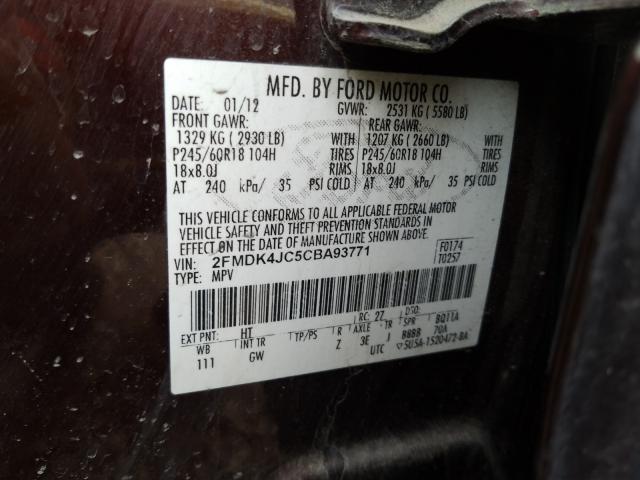 MFD. BY FORD MOTOR CO.
DATE: 01/12 GVWR: 2531 KG ( 5580 LB)
FRONT GAWR: REAR GAWR:
1329 KG ( 2930 LB) WITH 1207 KG ( 2660 LB) WITH
P245/60R18 104H TIRES P245/60R18 104H TIRES
18x8.0J RIMS 18x8.0J RIMS
AT 240 kPa/ 35 PSI COLD AT 240 kPa/ 35 PSI COLD
THIS VEHICLE CONFORMS TO ALL APPLICABLE FEDERAL MOTOR
VEHICLE SAFETY AND THEFT PREVENTION STANDARDS IN
EFFECT ON THE DATE OF MANUFACTURE SHOWN ABOVE.
VIN: 2FMDK4JC5CBA93771 F0174
TYPE: MPV T0257
RC: 27 DSO:
EXT PNT: HT
WB INT TR TP/PS R AXLE TR SPR BQ11A
111 GW Z 3E J BBBB 70A
UTC ▽5U5A-1520472-BA